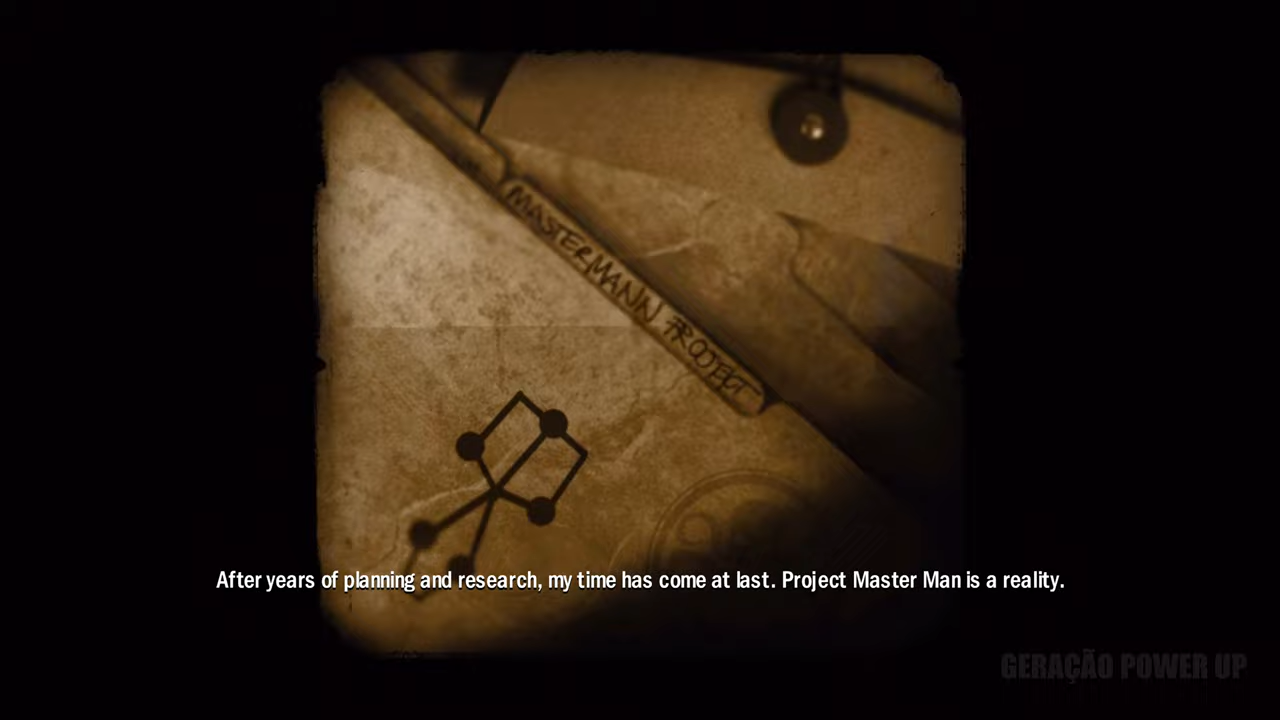 MASTERMANN PROJECT
After years of planning and research, my time has come at last. Project Master Man is a reality.
GERAÇÃO POWER UP